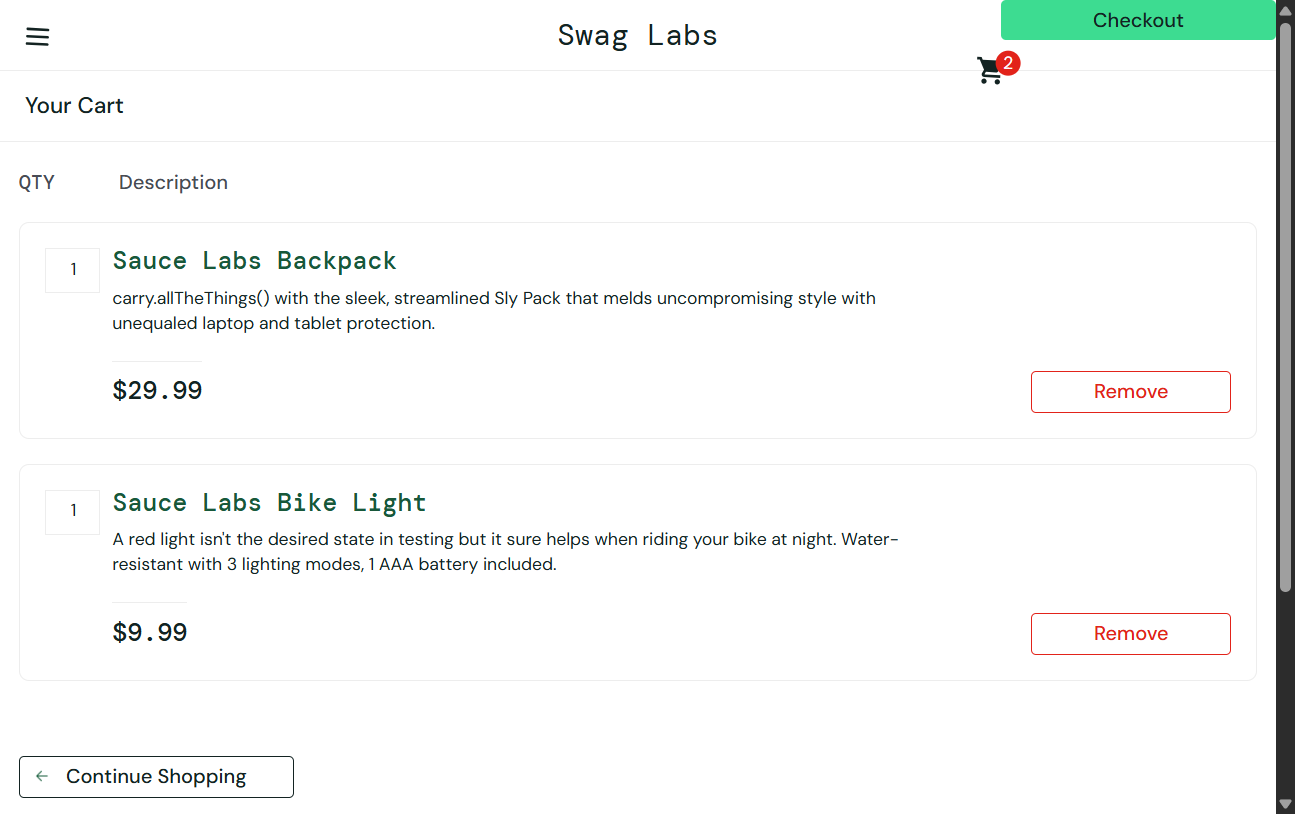 Swag Labs
Checkout
2
Your Cart
QTY
Description
1
Sauce Labs Backpack
carry.allTheThings() with the sleek, streamlined Sly Pack that melds uncompromising style with
unequaled laptop and tablet protection.
$29.99
Remove
1
Sauce Labs Bike Light
A red light isn't the desired state in testing but it sure helps when riding your bike at night. Water-
resistant with 3 lighting modes, 1 AAA battery included.
$9.99
Remove
Continue Shopping